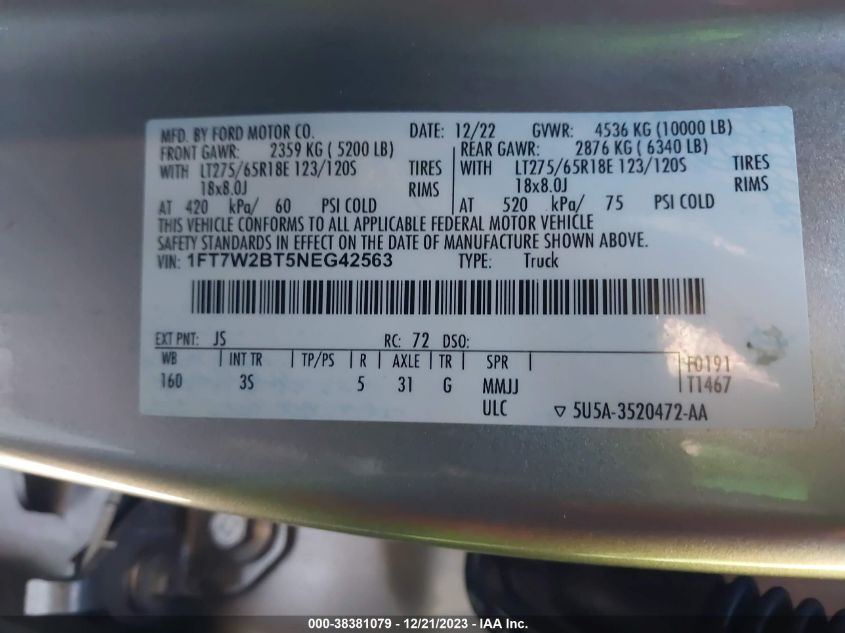 MFD. BY FORD MOTOR CO. DATE: 12/22 GVWR: 4536 KG (10000 LB)
FRONT GAWR: 2359 KG ( 5200 LB) REAR GAWR: 2876 KG ( 6340 LB)
WITH LT275/65R18E 123/120S TIRES WITH LT275/65R18E 123/120S TIRES
18x8.0J RIMS 18x8.0J RIMS
AT 420 kPa/ 60 PSI COLD AT 520 kPa/ 75 PSI COLD
THIS VEHICLE CONFORMS TO ALL APPLICABLE FEDERAL MOTOR VEHICLE
SAFETY STANDARDS IN EFFECT ON THE DATE OF MANUFACTURE SHOWN ABOVE.
VIN: 1FT7W2BT5NEG42563 TYPE: Truck
EXT PNT: JS RC: 72 DSO:
WB INT TR TP/PS R AXLE TR SPR F0191
160 3S 5 31 G MMJJ T1467
ULC ▽ 5U5A-3520472-AA
000-38381079 - 12/21/2023 - IAA Inc.